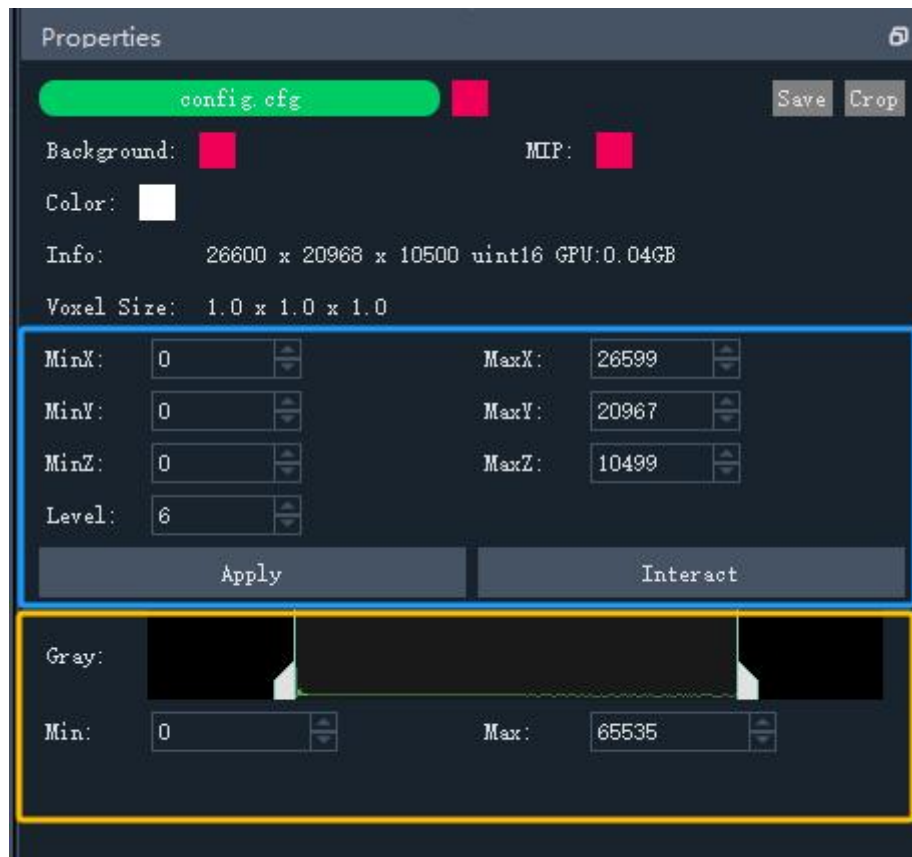 Properties
config.cfg Save Crop
Background: MIP:
Color:
Info: 26600 x 20968 x 10500 uint16 GPU:0.04GB
Voxel Size: 1.0 x 1.0 x 1.0
MinX: 0 MaxX: 26599
MinY: 0 MaxY: 20967
MinZ: 0 MaxZ: 10499
Level: 6
Apply Interact
Gray:
Min: 0 Max: 65535